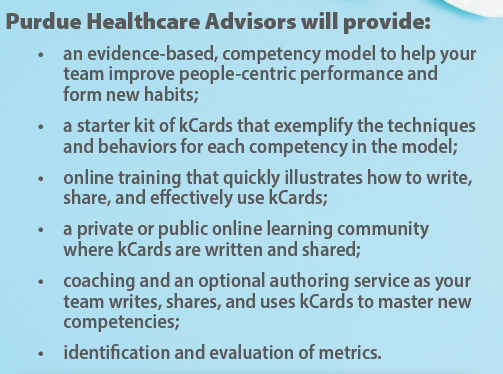 Purdue Healthcare Advisors will provide:
• an evidence-based, competency model to help your
team improve people-centric performance and
form new habits;
• a starter kit of kCards that exemplify the techniques
and behaviors for each competency in the model;
• online training that quickly illustrates how to write,
share, and effectively use kCards;
• a private or public online learning community
where kCards are written and shared;
• coaching and an optional authoring service as your
team writes, shares, and uses kCards to master new
competencies;
• identification and evaluation of metrics.